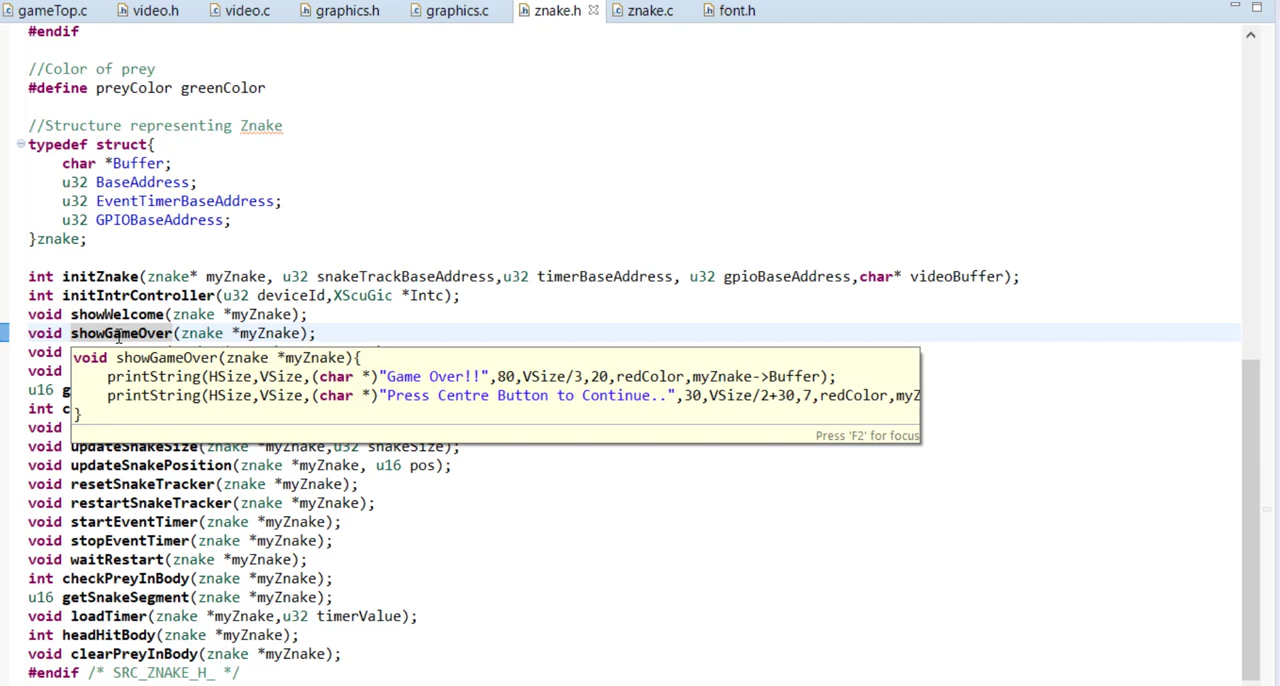 gameTop.c video.h video.c graphics.h graphics.c znake.h znake.c font.h
#endif
//Color of prey
#define preyColor greenColor
//Structure representing Znake
typedef struct{
char *Buffer;
u32 BaseAddress;
u32 EventTimerBaseAddress;
u32 GPIOBaseAddress;
}znake;
int initZnake(znake* myZnake, u32 snakeTrackBaseAddress,u32 timerBaseAddress, u32 gpioBaseAddress,char* videoBuffer);
int initIntrController(u32 deviceId,XScuGic *Intc);
void showWelcome(znake *myZnake);
void showGameOver(znake *myZnake);
void
void
u16 g
int c
void
void showGameOver(znake *myZnake){
printString(HSize,VSize,(char *)"Game Over!!",80,VSize/3,20,redColor,myZnake->Buffer);
printString(HSize,VSize,(char *)"Press Centre Button to Continue..",30,VSize/2+30,7,redColor,myZ
}
Press 'F2' for focus
void updateSnakeSize(znake *myZnake,u32 snakeSize);
void updateSnakePosition(znake *myZnake, u16 pos);
void resetSnakeTracker(znake *myZnake);
void restartSnakeTracker(znake *myZnake);
void startEventTimer(znake *myZnake);
void stopEventTimer(znake *myZnake);
void waitRestart(znake *myZnake);
int checkPreyInBody(znake *myZnake);
u16 getSnakeSegment(znake *myZnake);
void loadTimer(znake *myZnake,u32 timerValue);
int headHitBody(znake *myZnake);
void clearPreyInBody(znake *myZnake);
#endif /* SRC_ZNAKE_H_ */